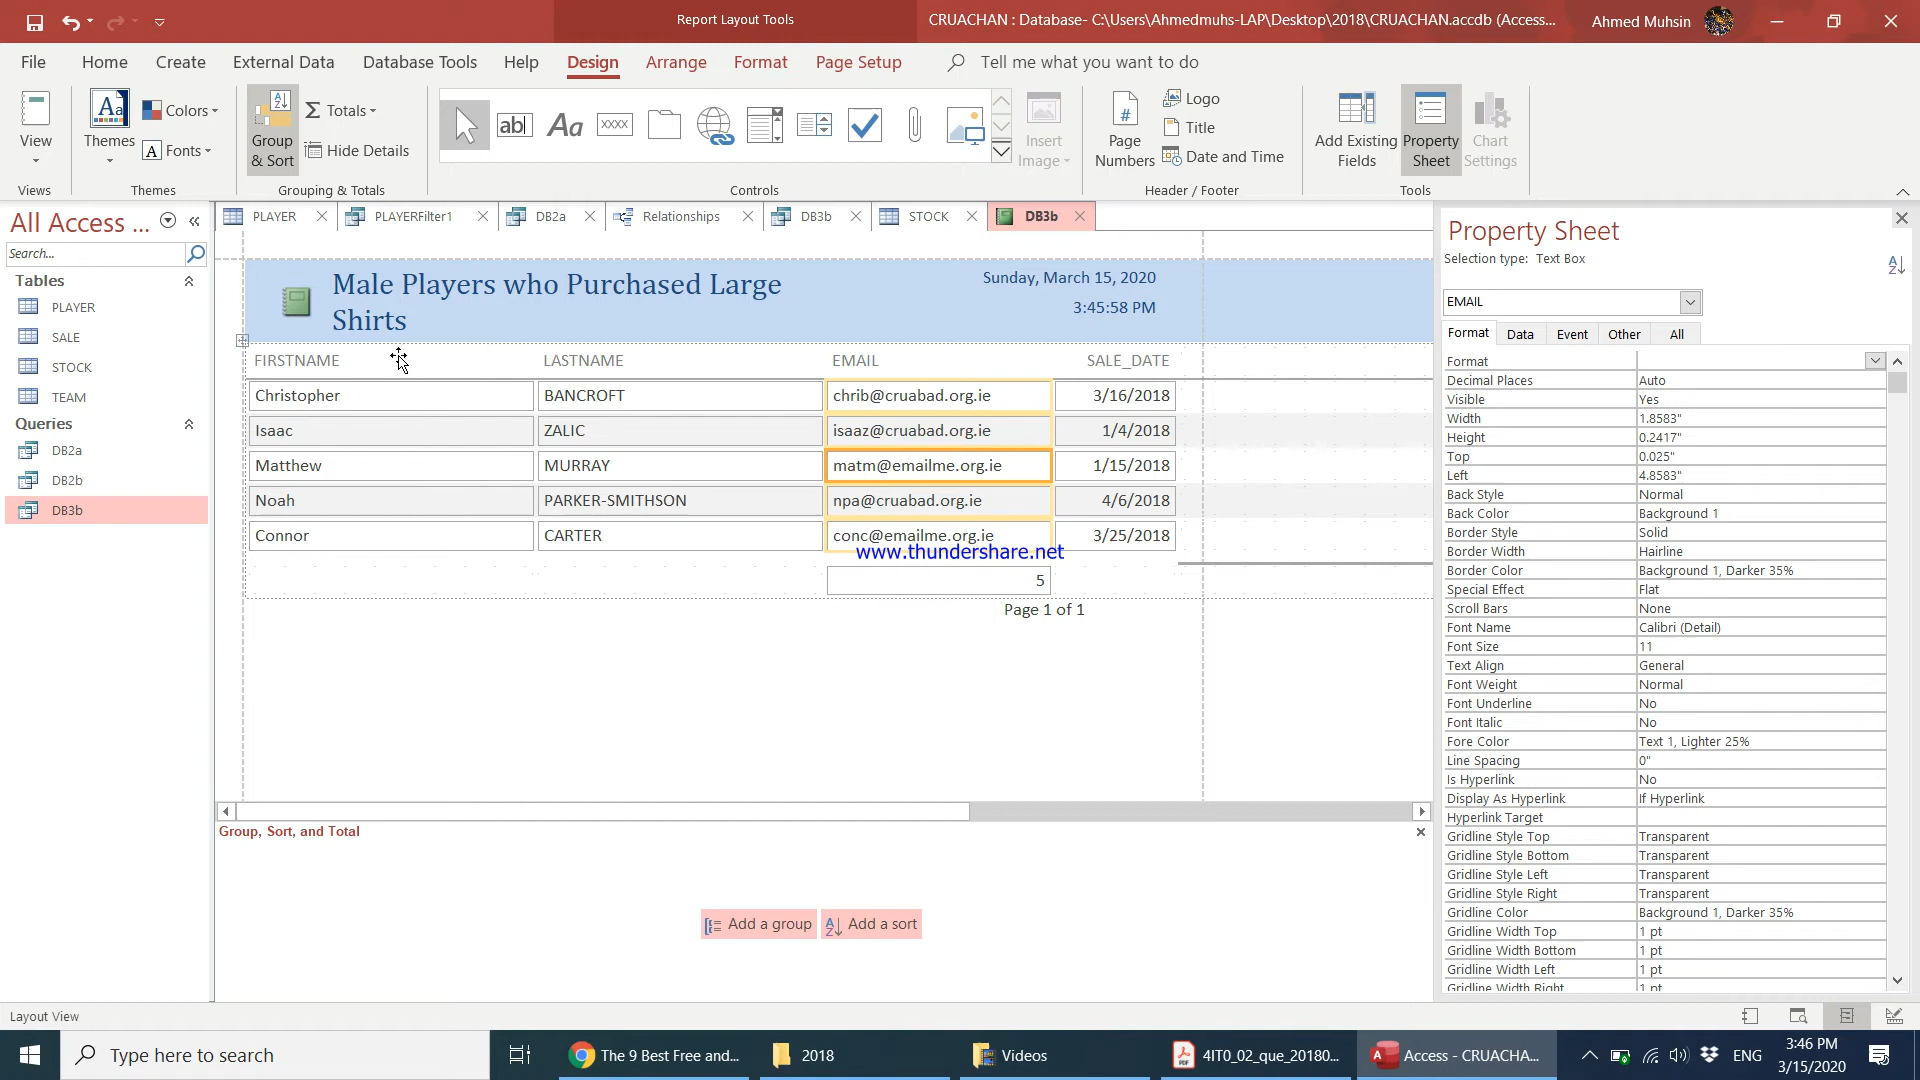 Report Layout Tools
CRUACHAN : Database- C:\Users\Ahmedmuhs-LAP\Desktop\2018\CRUACHAN.accdb (Access...
Ahmed Muhsin
File Home Create External Data Database Tools Help Design Arrange Format Page Setup Tell me what you want to do
View
Views
Themes
Colors
Fonts
Themes
Group & Sort
Totals
Hide Details
Grouping & Totals
ab|
Aa
XXXX
Controls
Insert Image
Page Numbers
Logo
Title
Date and Time
Header / Footer
Add Existing Fields
Property Sheet
Chart Settings
Tools
All Access ...
Search...
Tables
PLAYER
SALE
STOCK
TEAM
Queries
DB2a
DB2b
DB3b
PLAYER PLAYERFilter1 DB2a Relationships DB3b STOCK DB3b
Male Players who Purchased Large
Shirts
Sunday, March 15, 2020
3:45:58 PM
FIRSTNAME LASTNAME EMAIL SALE_DATE
Christopher BANCROFT chrib@cruabad.org.ie 3/16/2018
Isaac ZALIC isaaz@cruabad.org.ie 1/4/2018
Matthew MURRAY matm@emailme.org.ie 1/15/2018
Noah PARKER-SMITHSON npa@cruabad.org.ie 4/6/2018
Connor CARTER conc@emailme.org.ie 3/25/2018
www.thundershare.net
5
Page 1 of 1
Group, Sort, and Total
Add a group Add a sort
Property Sheet
Selection type: Text Box
EMAIL
Format Data Event Other All
Format
Decimal Places Auto
Visible Yes
Width 1.8583"
Height 0.2417"
Top 0.025"
Left 4.8583"
Back Style Normal
Back Color Background 1
Border Style Solid
Border Width Hairline
Border Color Background 1, Darker 35%
Special Effect Flat
Scroll Bars None
Font Name Calibri (Detail)
Font Size 11
Text Align General
Font Weight Normal
Font Underline No
Font Italic No
Fore Color Text 1, Lighter 25%
Line Spacing 0"
Is Hyperlink No
Display As Hyperlink If Hyperlink
Hyperlink Target
Gridline Style Top Transparent
Gridline Style Bottom Transparent
Gridline Style Left Transparent
Gridline Style Right Transparent
Gridline Color Background 1, Darker 35%
Gridline Width Top 1 pt
Gridline Width Bottom 1 pt
Gridline Width Left 1 pt
Gridline Width Right 1 pt
Layout View
Type here to search
The 9 Best Free and...
2018
Videos
4IT0_02_que_20180...
Access - CRUACHA...
ENG
3:46 PM
3/15/2020